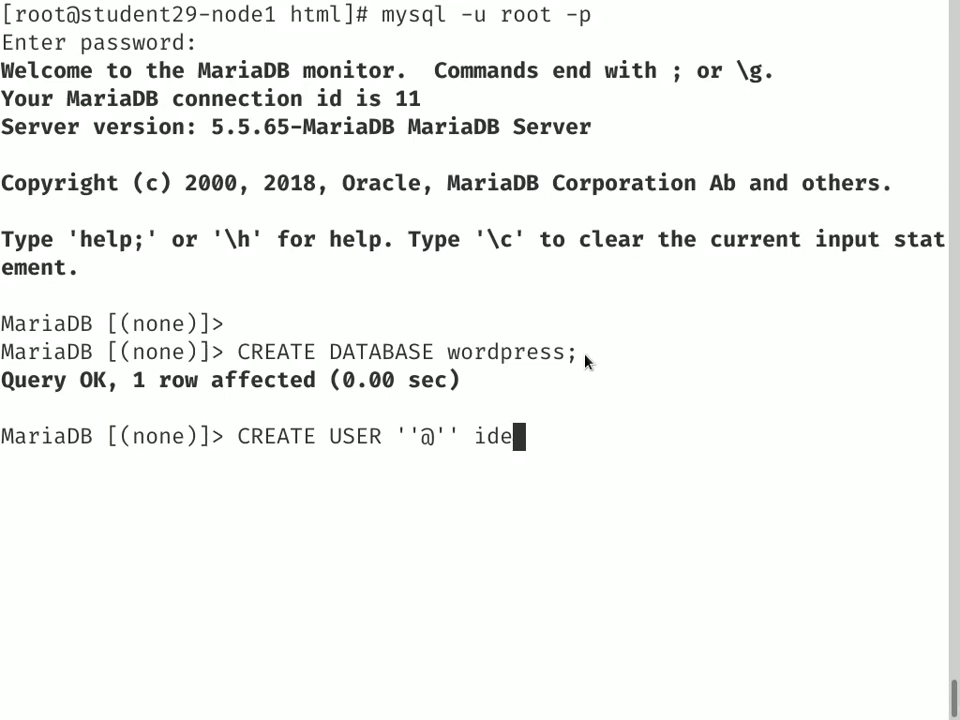 [root@student29-node1 html]# mysql -u root -p
Enter password:
Welcome to the MariaDB monitor.  Commands end with ; or \g.
Your MariaDB connection id is 11
Server version: 5.5.65-MariaDB MariaDB Server
Copyright (c) 2000, 2018, Oracle, MariaDB Corporation Ab and others.
Type 'help;' or '\h' for help. Type '\c' to clear the current input stat
ement.
MariaDB [(none)]>
MariaDB [(none)]> CREATE DATABASE wordpress;
Query OK, 1 row affected (0.00 sec)
MariaDB [(none)]> CREATE USER ''@'' ide